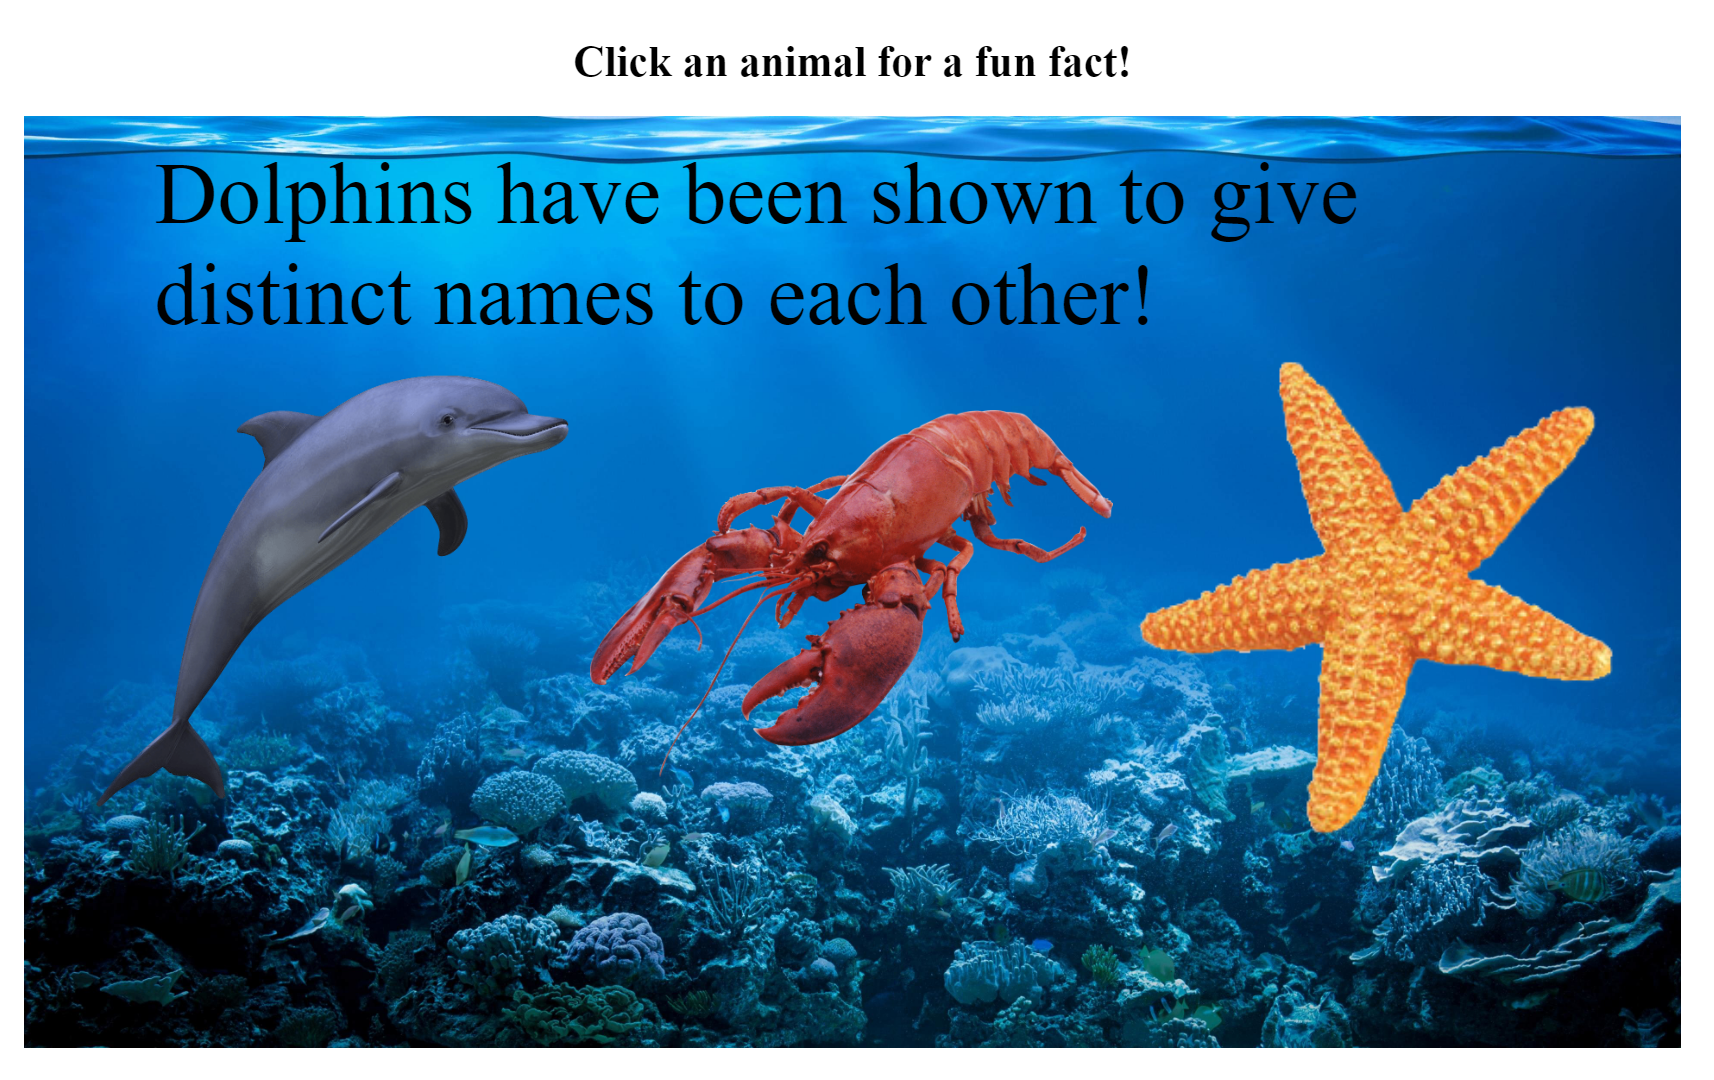 Click an animal for a fun fact!
Dolphins have been shown to give
distinct names to each other!